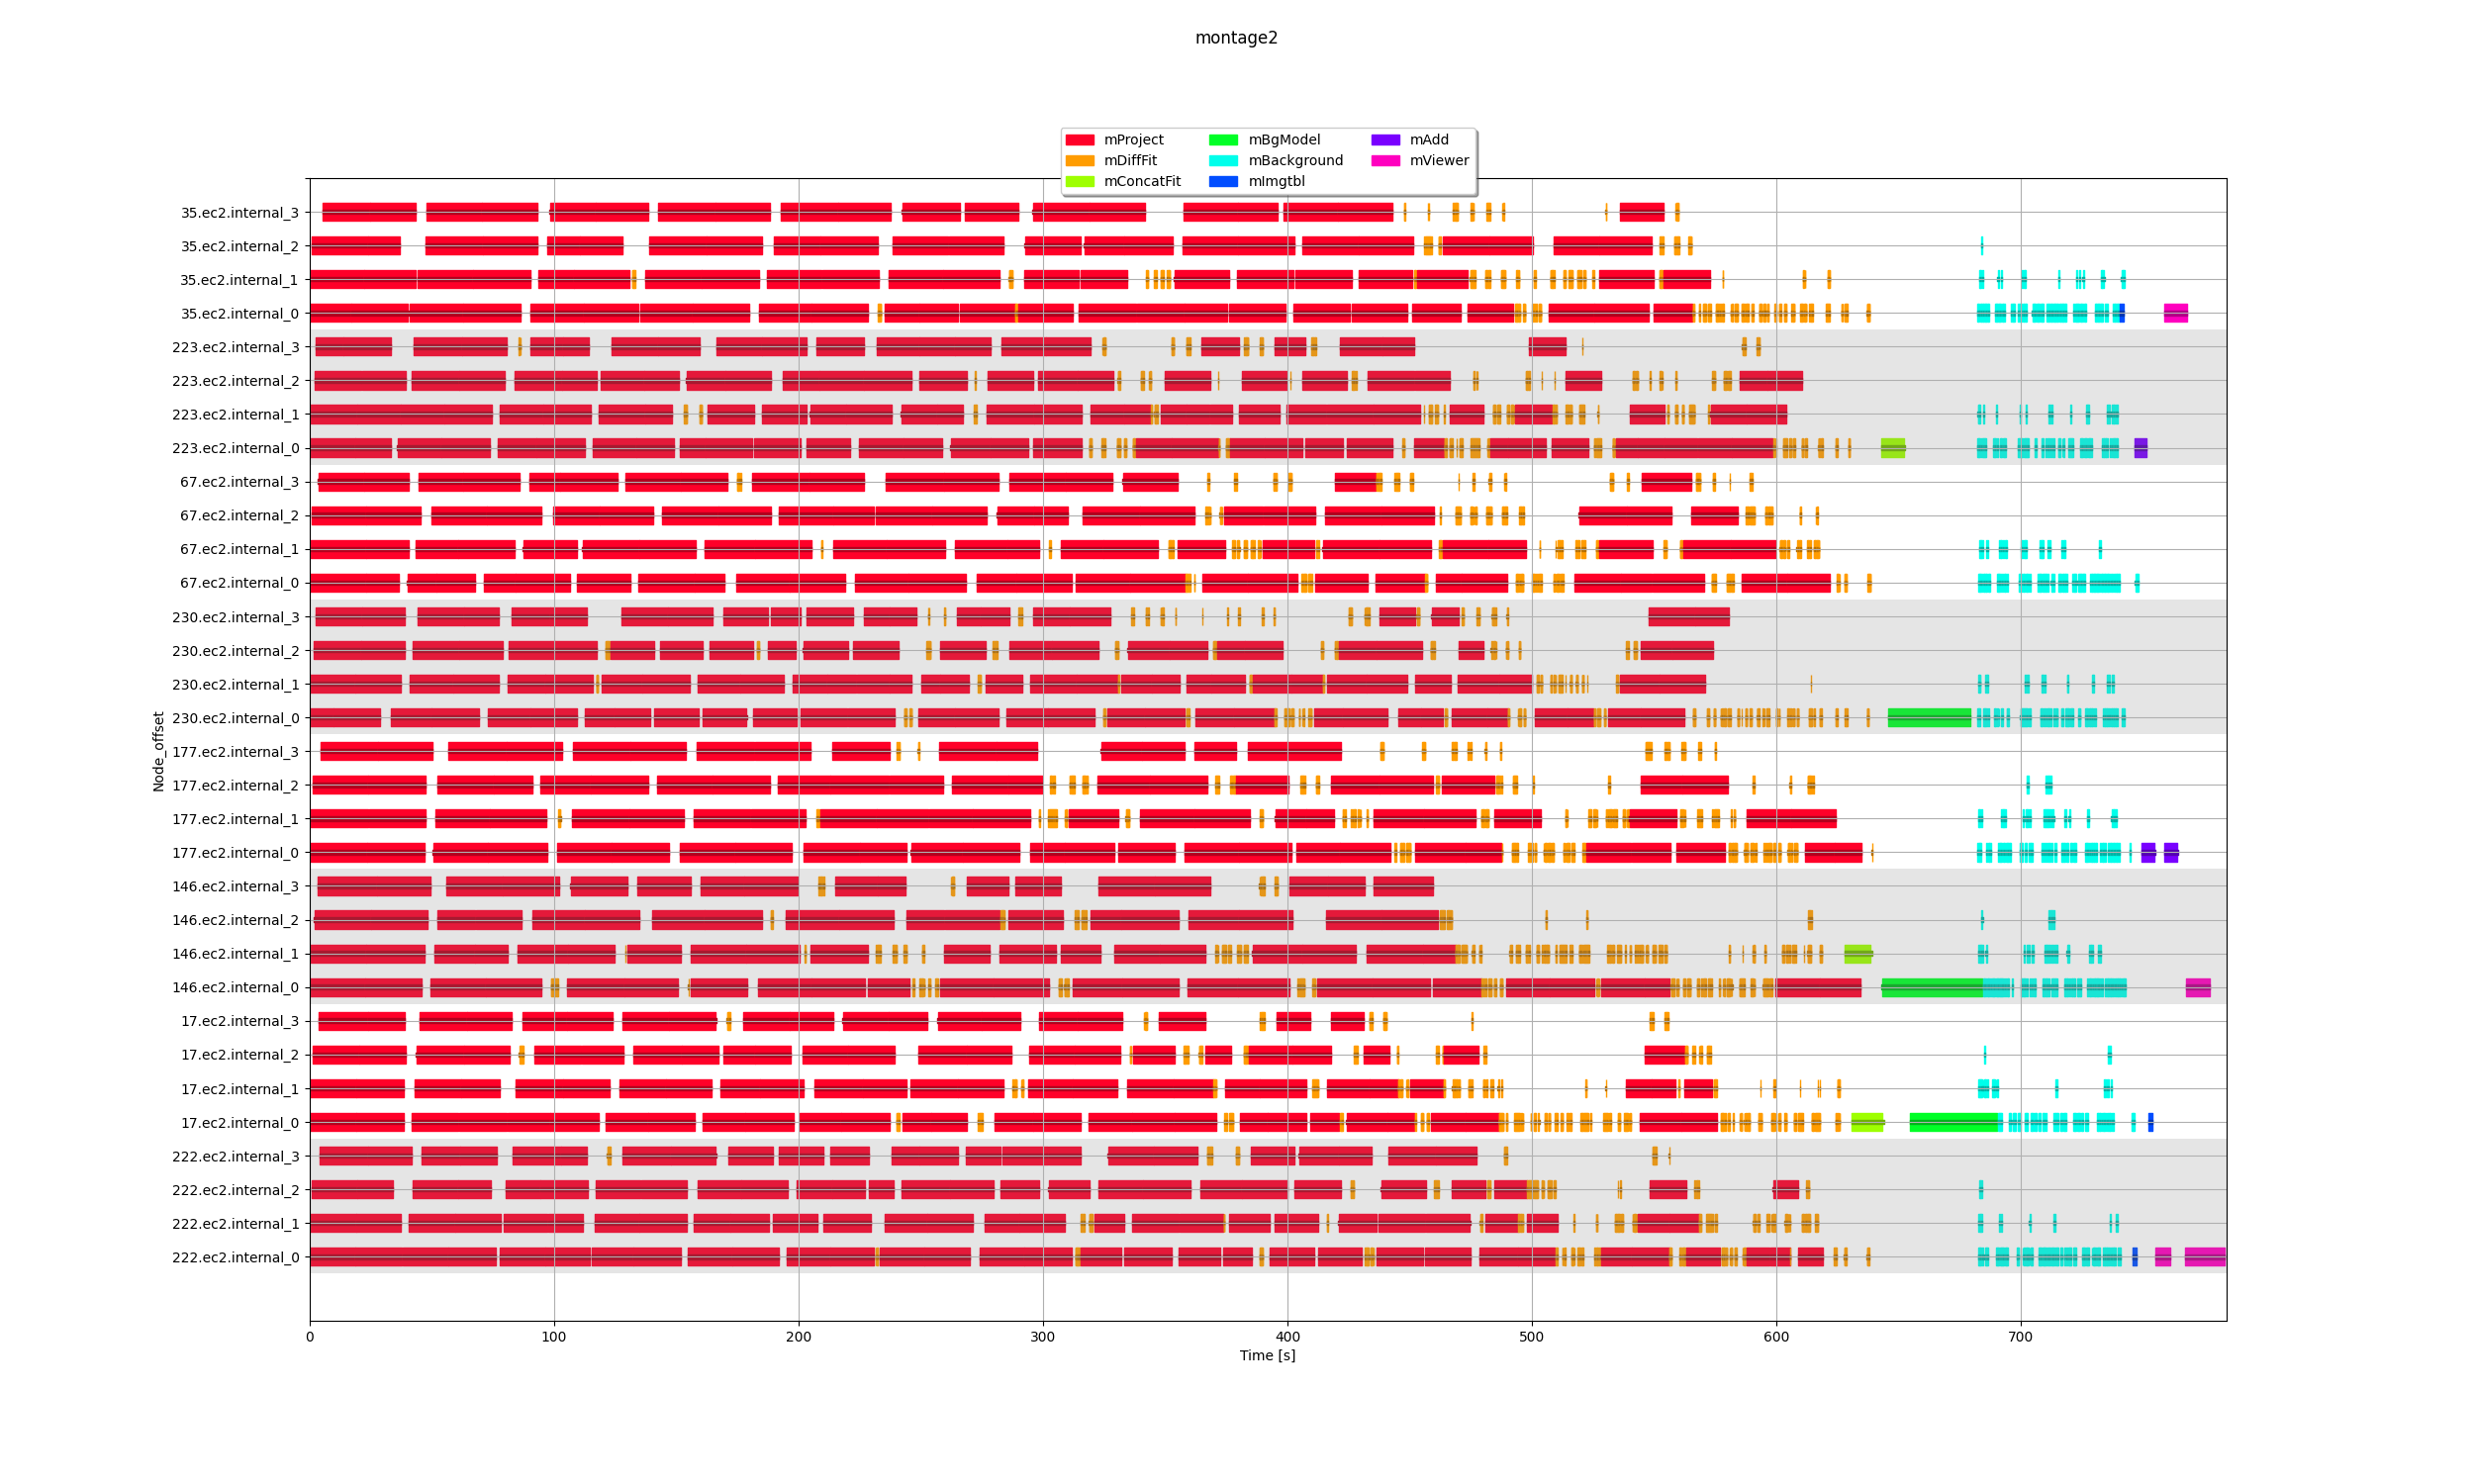 montage2
mProject mBgModel mAdd
mDiffFit mBackground mViewer
mConcatFit mImgtbl
35.ec2.internal_3
35.ec2.internal_2
35.ec2.internal_1
35.ec2.internal_0
223.ec2.internal_3
223.ec2.internal_2
223.ec2.internal_1
223.ec2.internal_0
67.ec2.internal_3
67.ec2.internal_2
67.ec2.internal_1
67.ec2.internal_0
230.ec2.internal_3
230.ec2.internal_2
230.ec2.internal_1
230.ec2.internal_0
177.ec2.internal_3
177.ec2.internal_2
177.ec2.internal_1
177.ec2.internal_0
146.ec2.internal_3
146.ec2.internal_2
146.ec2.internal_1
146.ec2.internal_0
17.ec2.internal_3
17.ec2.internal_2
17.ec2.internal_1
17.ec2.internal_0
222.ec2.internal_3
222.ec2.internal_2
222.ec2.internal_1
222.ec2.internal_0
Node_offset
0 100 200 300 400 500 600 700
Time [s]